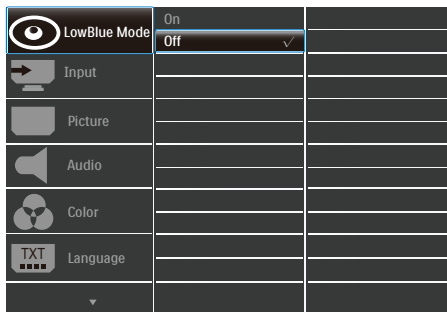 LowBlue Mode
On
Off
Input
Picture
Audio
Color
TXT
Language